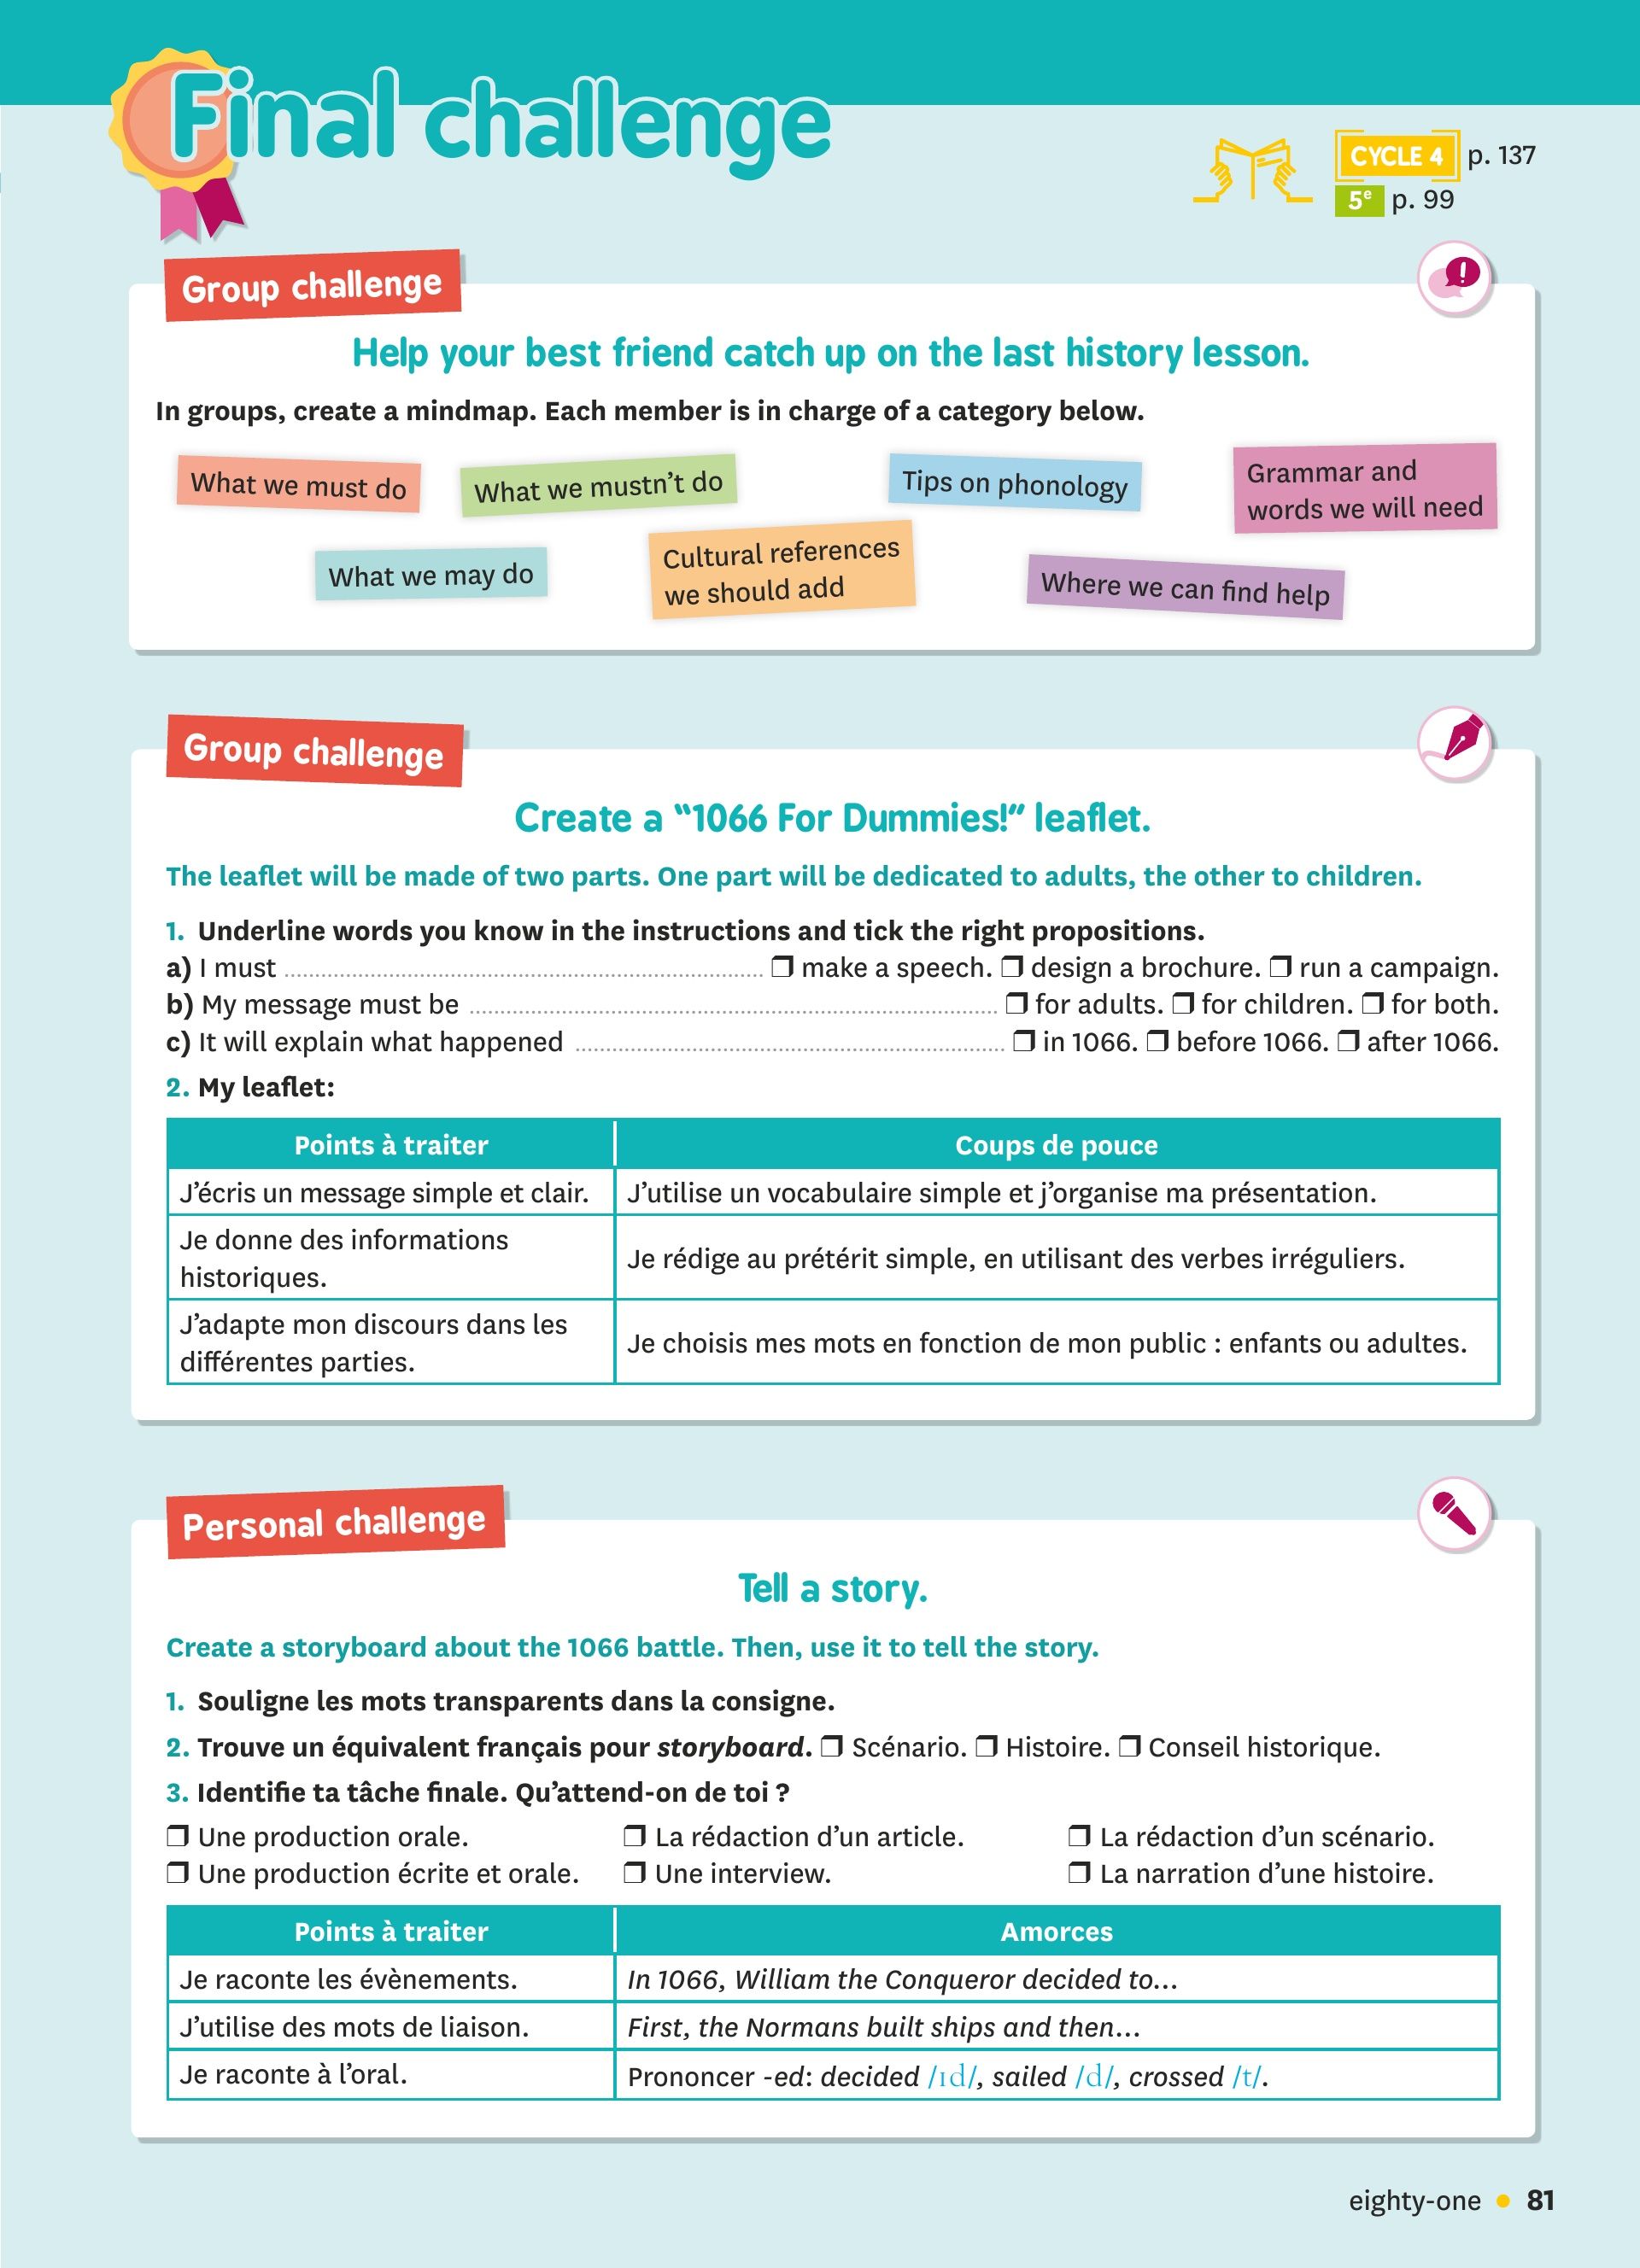 Final challenge
CYCLE 4 p. 137
5e p. 99
Group challenge
Help your best friend catch up on the last history lesson.
In groups, create a mindmap. Each member is in charge of a category below.
What we must do
What we mustn't do
Tips on phonology
Grammar and
words we will need
What we may do
Cultural references
we should add
Where we can find help
Group challenge
Create a "1066 For Dummies!" leaflet.
The leaflet will be made of two parts. One part will be dedicated to adults, the other to children.
1. Underline words you know in the instructions and tick the right propositions.
a) I must ........ ❒ make a speech. ❒ design a brochure. ❒ run a campaign.
b) My message must be ........ ❒ for adults. ❒ for children. ❒ for both.
c) It will explain what happened ........ ❒ in 1066. ❒ before 1066. ❒ after 1066.
2. My leaflet:
Points à traiter Coups de pouce
J'écris un message simple et clair. J'utilise un vocabulaire simple et j'organise ma présentation.
Je donne des informations
historiques.
Je rédige au prétérit simple, en utilisant des verbes irréguliers.
J'adapte mon discours dans les
différentes parties.
Je choisis mes mots en fonction de mon public : enfants ou adultes.
Personal challenge
Tell a story.
Create a storyboard about the 1066 battle. Then, use it to tell the story.
1. Souligne les mots transparents dans la consigne.
2. Trouve un équivalent français pour storyboard. ❒ Scénario. ❒ Histoire. ❒ Conseil historique.
3. Identifie ta tâche finale. Qu'attend-on de toi ?
❒ Une production orale. ❒ La rédaction d'un article. ❒ La rédaction d'un scénario.
❒ Une production écrite et orale. ❒ Une interview. ❒ La narration d'une histoire.
Points à traiter Amorces
Je raconte les évènements. In 1066, William the Conqueror decided to...
J'utilise des mots de liaison. First, the Normans built ships and then...
Je raconte à l'oral. Prononcer -ed: decided /ɪd/, sailed /d/, crossed /t/.
eighty-one • 81